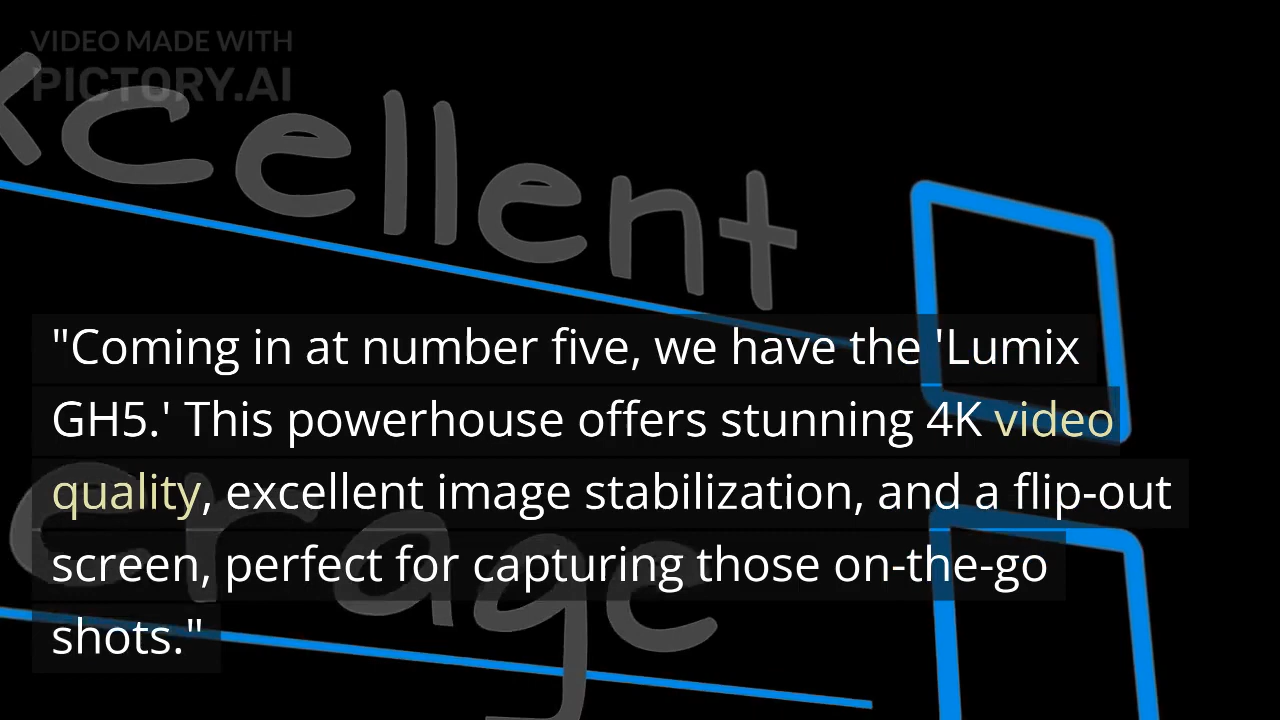 VIDEO MADE WITH
PICTORY.AI
xcellent
"Coming in at number five, we have the 'Lumix
GH5.' This powerhouse offers stunning 4K video
quality, excellent image stabilization, and a flip-out
screen, perfect for capturing those on-the-go
shots."
erage